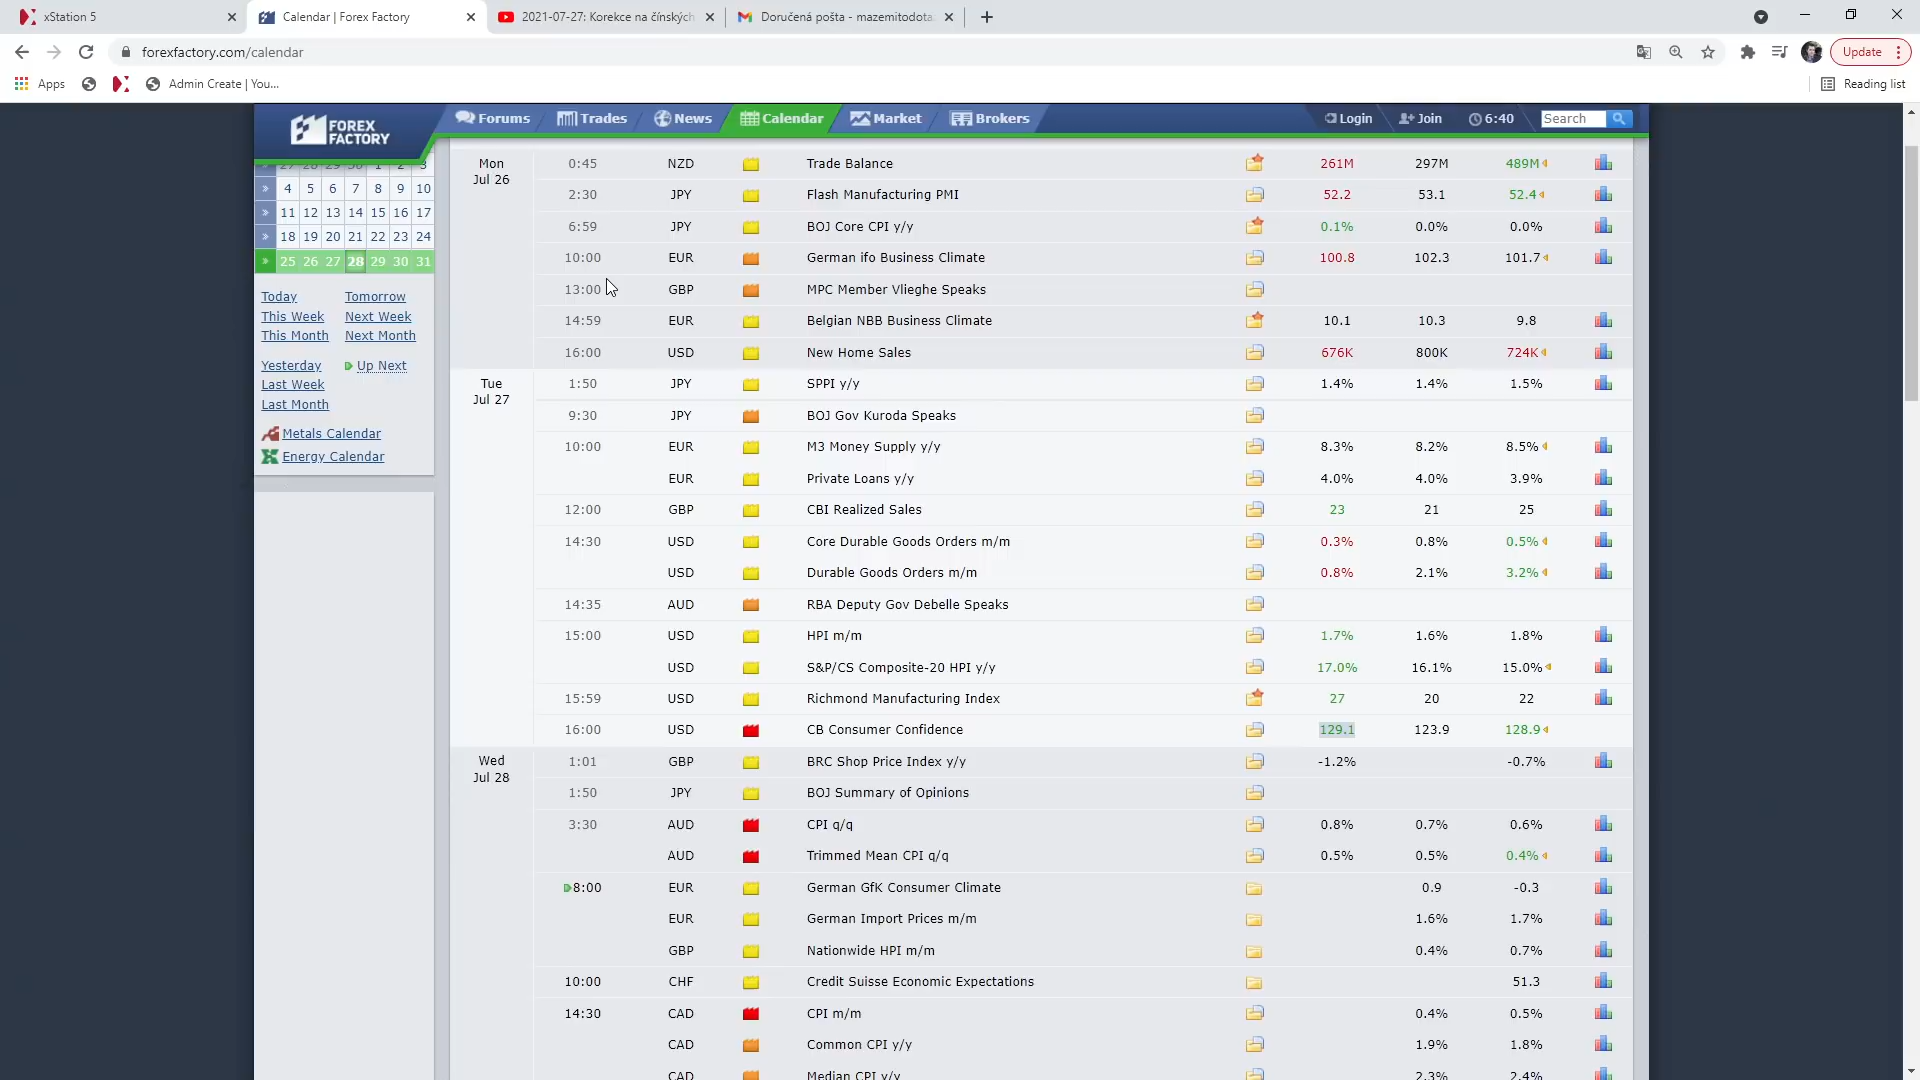 xStation 5
Calendar | Forex Factory
2021-07-27: Korekce na čínských
Doručená pošta - mazemitodota
forexfactory.com/calendar
Update
Apps
Admin Create | You...
Reading list
FOREX FACTORY
Forums Trades News Calendar Market Brokers
Login Join 6:40 Search
4 5 6 7 8 9 10
11 12 13 14 15 16 17
18 19 20 21 22 23 24
25 26 27 28 29 30 31
Today Tomorrow
This Week Next Week
This Month Next Month
Yesterday Up Next
Last Week
Last Month
Metals Calendar
Energy Calendar
Mon Jul 26
0:45 NZD Trade Balance 261M 297M 489M
2:30 JPY Flash Manufacturing PMI 52.2 53.1 52.4
6:59 JPY BOJ Core CPI y/y 0.1% 0.0% 0.0%
10:00 EUR German ifo Business Climate 100.8 102.3 101.7
13:00 GBP MPC Member Vlieghe Speaks
14:59 EUR Belgian NBB Business Climate 10.1 10.3 9.8
16:00 USD New Home Sales 676K 800K 724K
Tue Jul 27
1:50 JPY SPPI y/y 1.4% 1.4% 1.5%
9:30 JPY BOJ Gov Kuroda Speaks
10:00 EUR M3 Money Supply y/y 8.3% 8.2% 8.5%
EUR Private Loans y/y 4.0% 4.0% 3.9%
12:00 GBP CBI Realized Sales 23 21 25
14:30 USD Core Durable Goods Orders m/m 0.3% 0.8% 0.5%
USD Durable Goods Orders m/m 0.8% 2.1% 3.2%
14:35 AUD RBA Deputy Gov Debelle Speaks
15:00 USD HPI m/m 1.7% 1.6% 1.8%
USD S&P/CS Composite-20 HPI y/y 17.0% 16.1% 15.0%
15:59 USD Richmond Manufacturing Index 27 20 22
16:00 USD CB Consumer Confidence 129.1 123.9 128.9
Wed Jul 28
1:01 GBP BRC Shop Price Index y/y -1.2% -0.7%
1:50 JPY BOJ Summary of Opinions
3:30 AUD CPI q/q 0.8% 0.7% 0.6%
AUD Trimmed Mean CPI q/q 0.5% 0.5% 0.4%
8:00 EUR German GfK Consumer Climate 0.9 -0.3
EUR German Import Prices m/m 1.6% 1.7%
GBP Nationwide HPI m/m 0.4% 0.7%
10:00 CHF Credit Suisse Economic Expectations 51.3
14:30 CAD CPI m/m 0.4% 0.5%
CAD Common CPI y/y 1.9% 1.8%
CAD Median CPI y/y 2.3% 2.4%